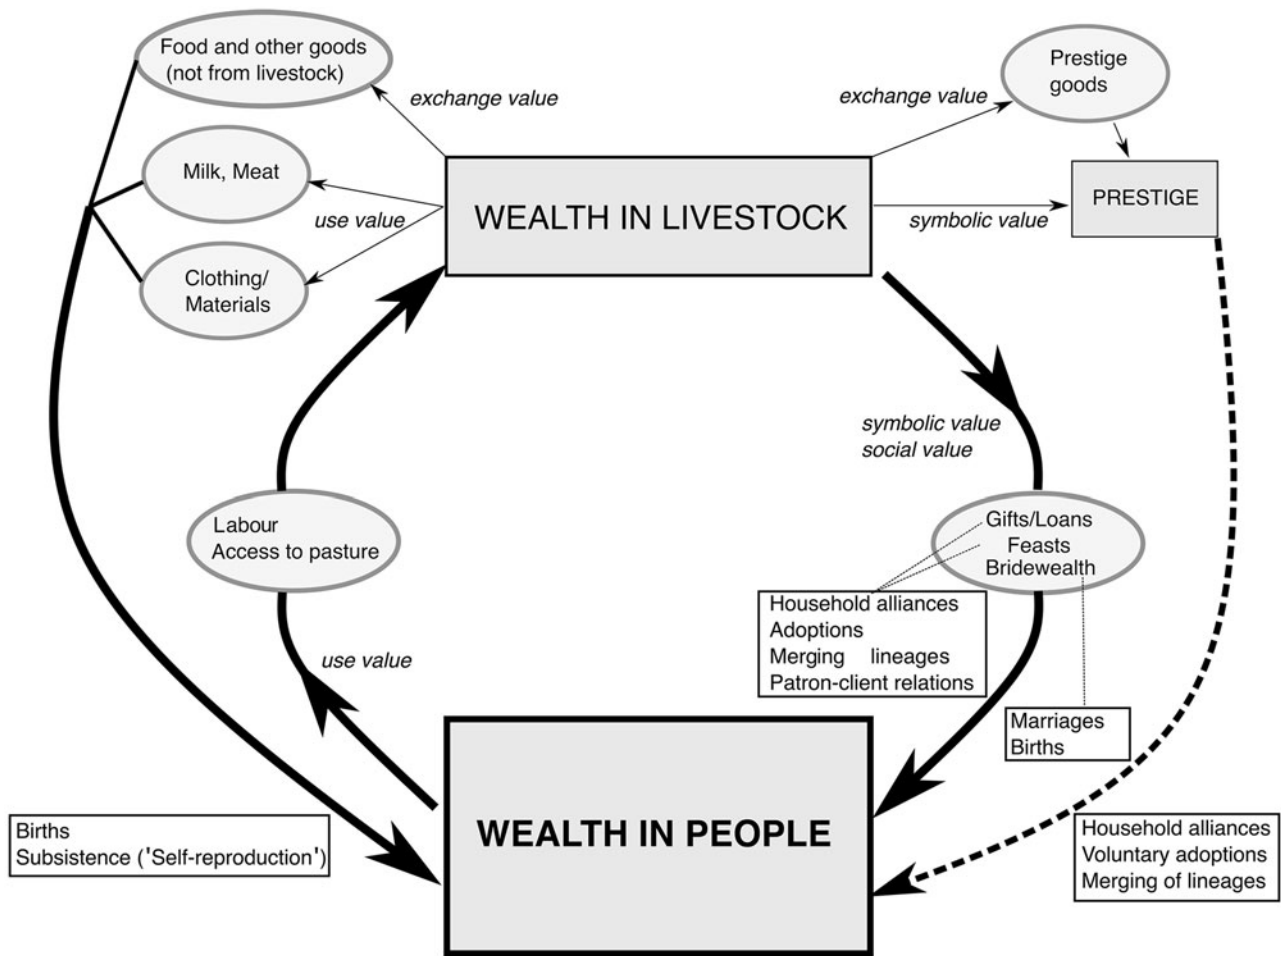 Food and other goods
(not from livestock)
exchange value
Milk, Meat
use value
Clothing/
Materials
WEALTH IN LIVESTOCK
exchange value
Prestige
goods
symbolic value
PRESTIGE
symbolic value
social value
Labour
Access to pasture
use value
Gifts/Loans
Feasts
Bridewealth
Household alliances
Adoptions
Merging lineages
Patron-client relations
Marriages
Births
WEALTH IN PEOPLE
Births
Subsistence ('Self-reproduction')
Household alliances
Voluntary adoptions
Merging of lineages